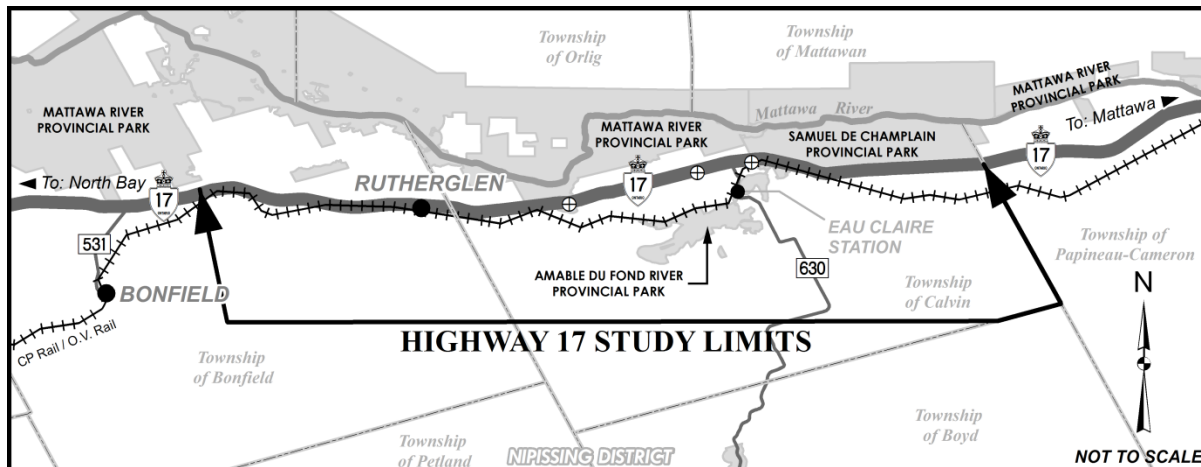 Township
of Orlig
Township
of Mattawan
MATTAWA RIVER
PROVINCIAL PARK
MATTAWA RIVER
PROVINCIAL PARK
Mattawa River
MATTAWA RIVER
PROVINCIAL PARK
SAMUEL DE CHAMPLAIN
PROVINCIAL PARK
To: Mattawa
17
ONTARIO
To: North Bay
17
ONTARIO
RUTHERGLEN
17
ONTARIO
531
BONFIELD
EAU CLAIRE
STATION
AMABLE DU FOND RIVER
PROVINCIAL PARK
630
Township of
Papineau-Cameron
Township
of Calvin
N
CP Rail / O.V. Rail
HIGHWAY 17 STUDY LIMITS
Township
of Bonfield
Township
of Boyd
Township
of Petland
NIPISSING DISTRICT
NOT TO SCALE